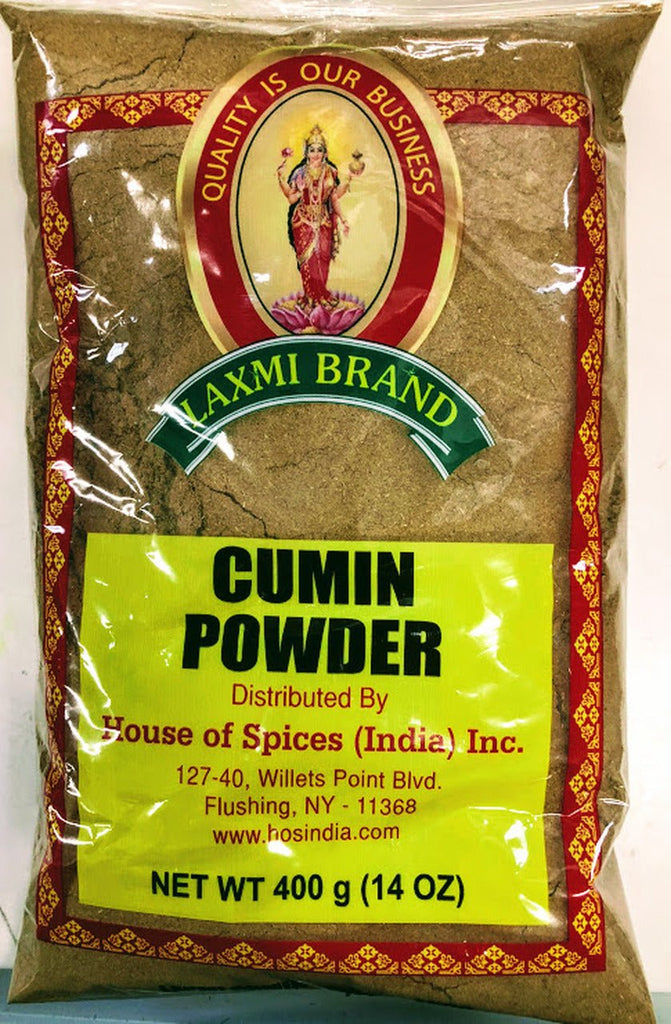 QUALITY IS OUR BUSINESS
LAXMI BRAND
CUMIN
POWDER
Distributed By
House of Spices (India) Inc.
127-40, Willets Point Blvd.
Flushing, NY - 11368
www.hosindia.com
NET WT 400 g (14 OZ)